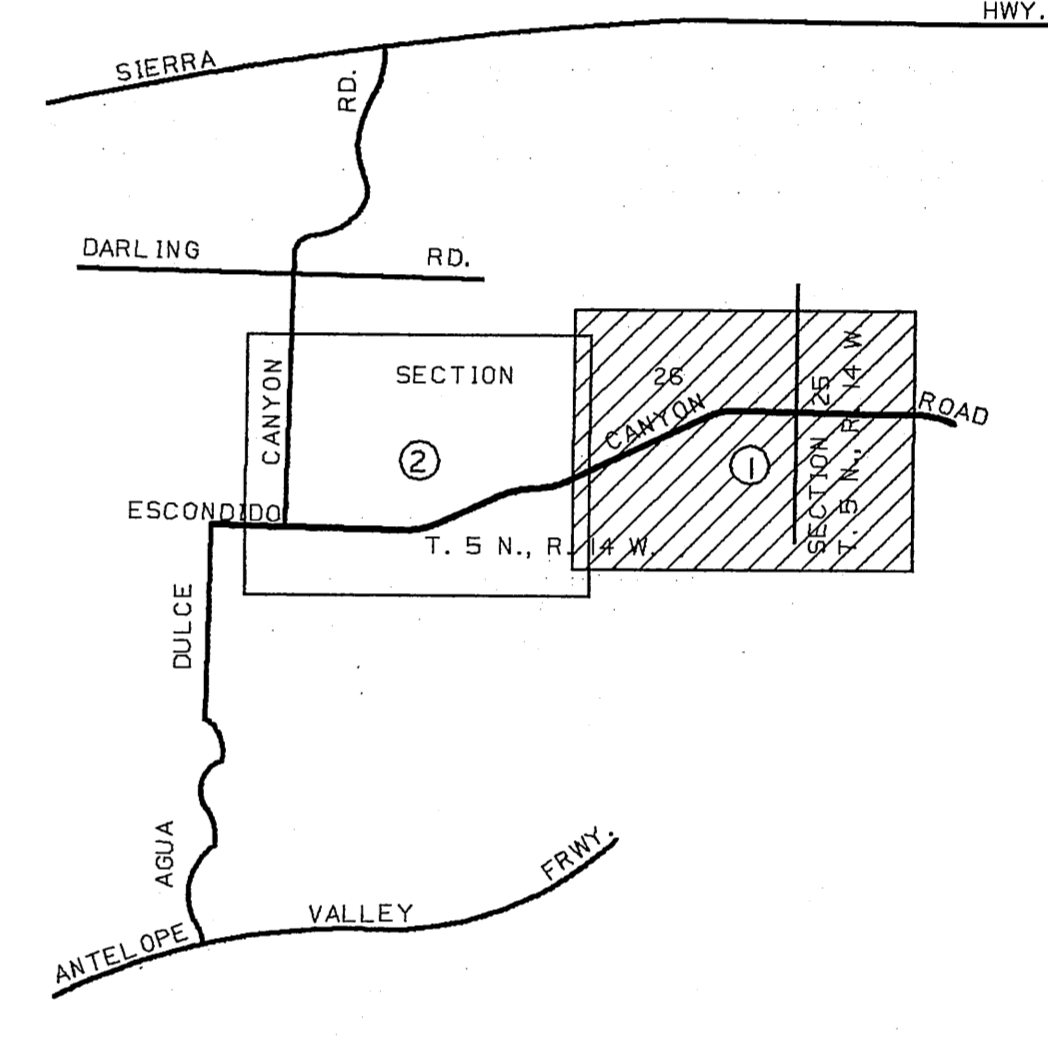 HWY.
SIERRA
RD.
DARLING RD.
SECTION 26
CANYON
CANYON
ROAD
2
1
SECTION 25
T. 5 N., R. 14 W
ESCONDIDO
T. 5 N., R. 14 W.
DULCE
AGUA
FRWY.
VALLEY
ANTELOPE